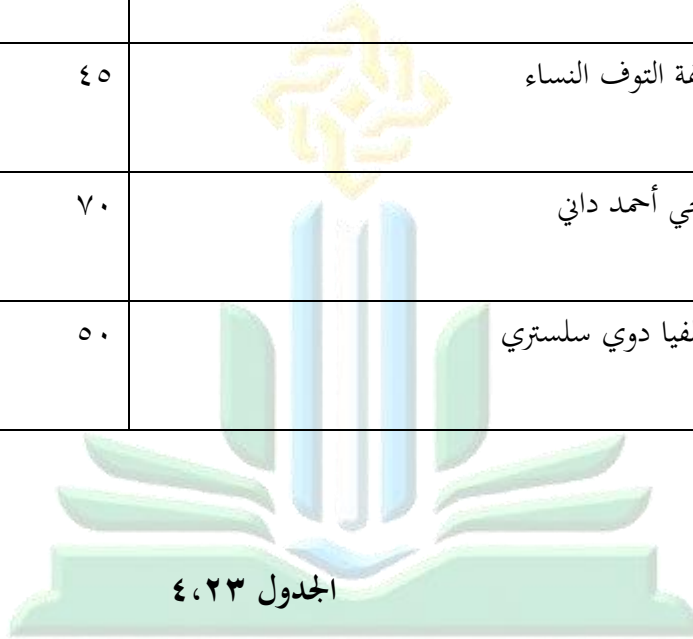 التوف النساء ٤٥
أحمد داني ٧٠
دوي سلستري ٥٠
الجدول ٤،٢٣